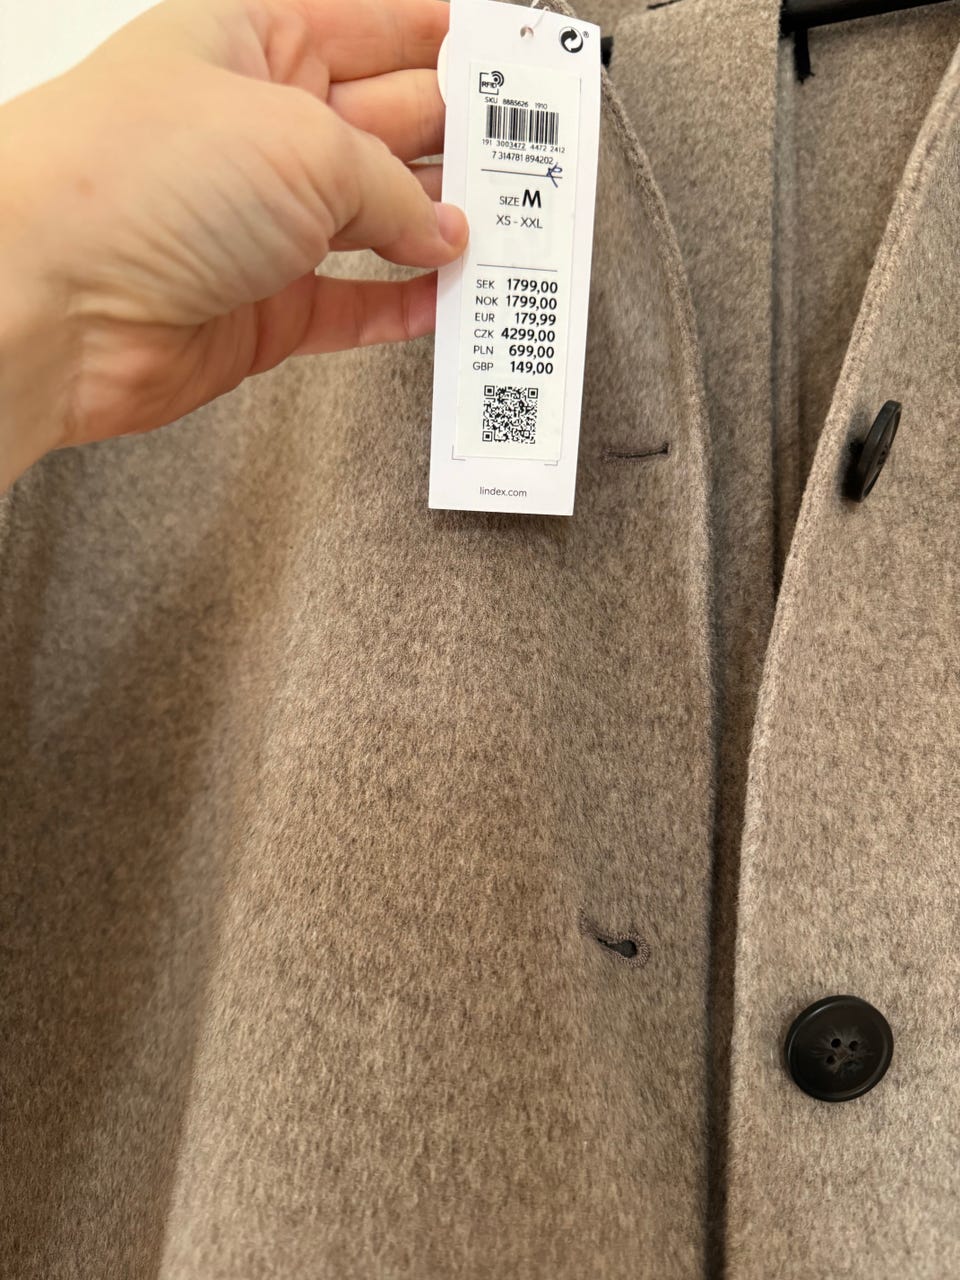 RFID
SKU 8885626 1910
191 3003472 4472 2412
7 314781 894202
SIZE M
XS - XXL
SEK 1799,00
NOK 1799,00
EUR 179,99
CZK 4299,00
PLN 699,00
GBP 149,00
lindex.com